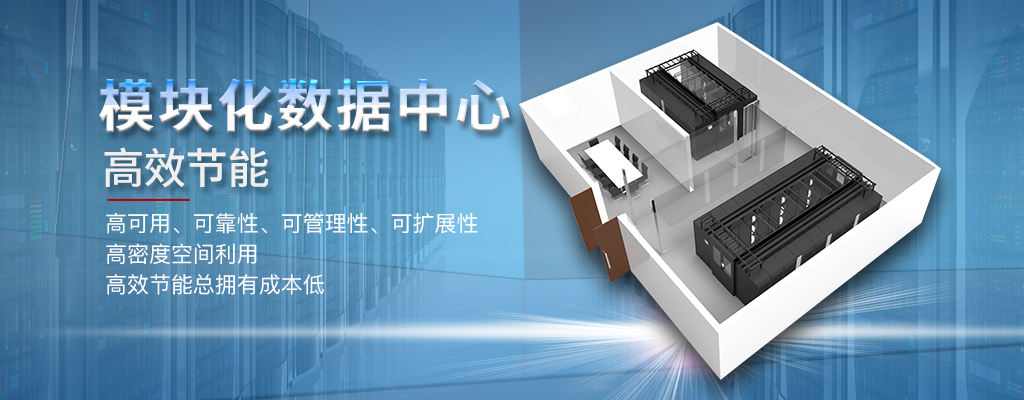 模块化数据中心
高效节能
高可用、可靠性、可管理性、可扩展性
高密度空间利用
高效节能总拥有成本低